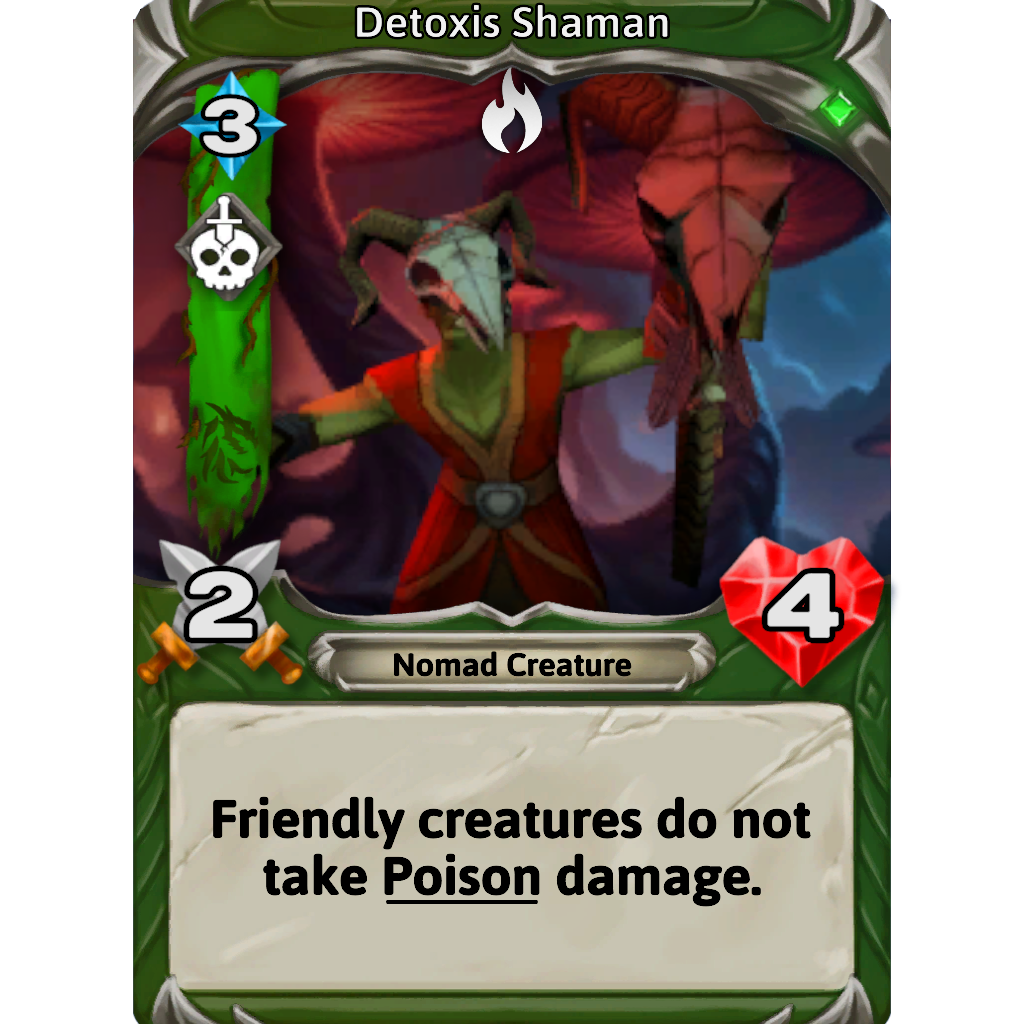 Detoxis Shaman
3
2
4
Nomad Creature
Friendly creatures do not
take Poison damage.